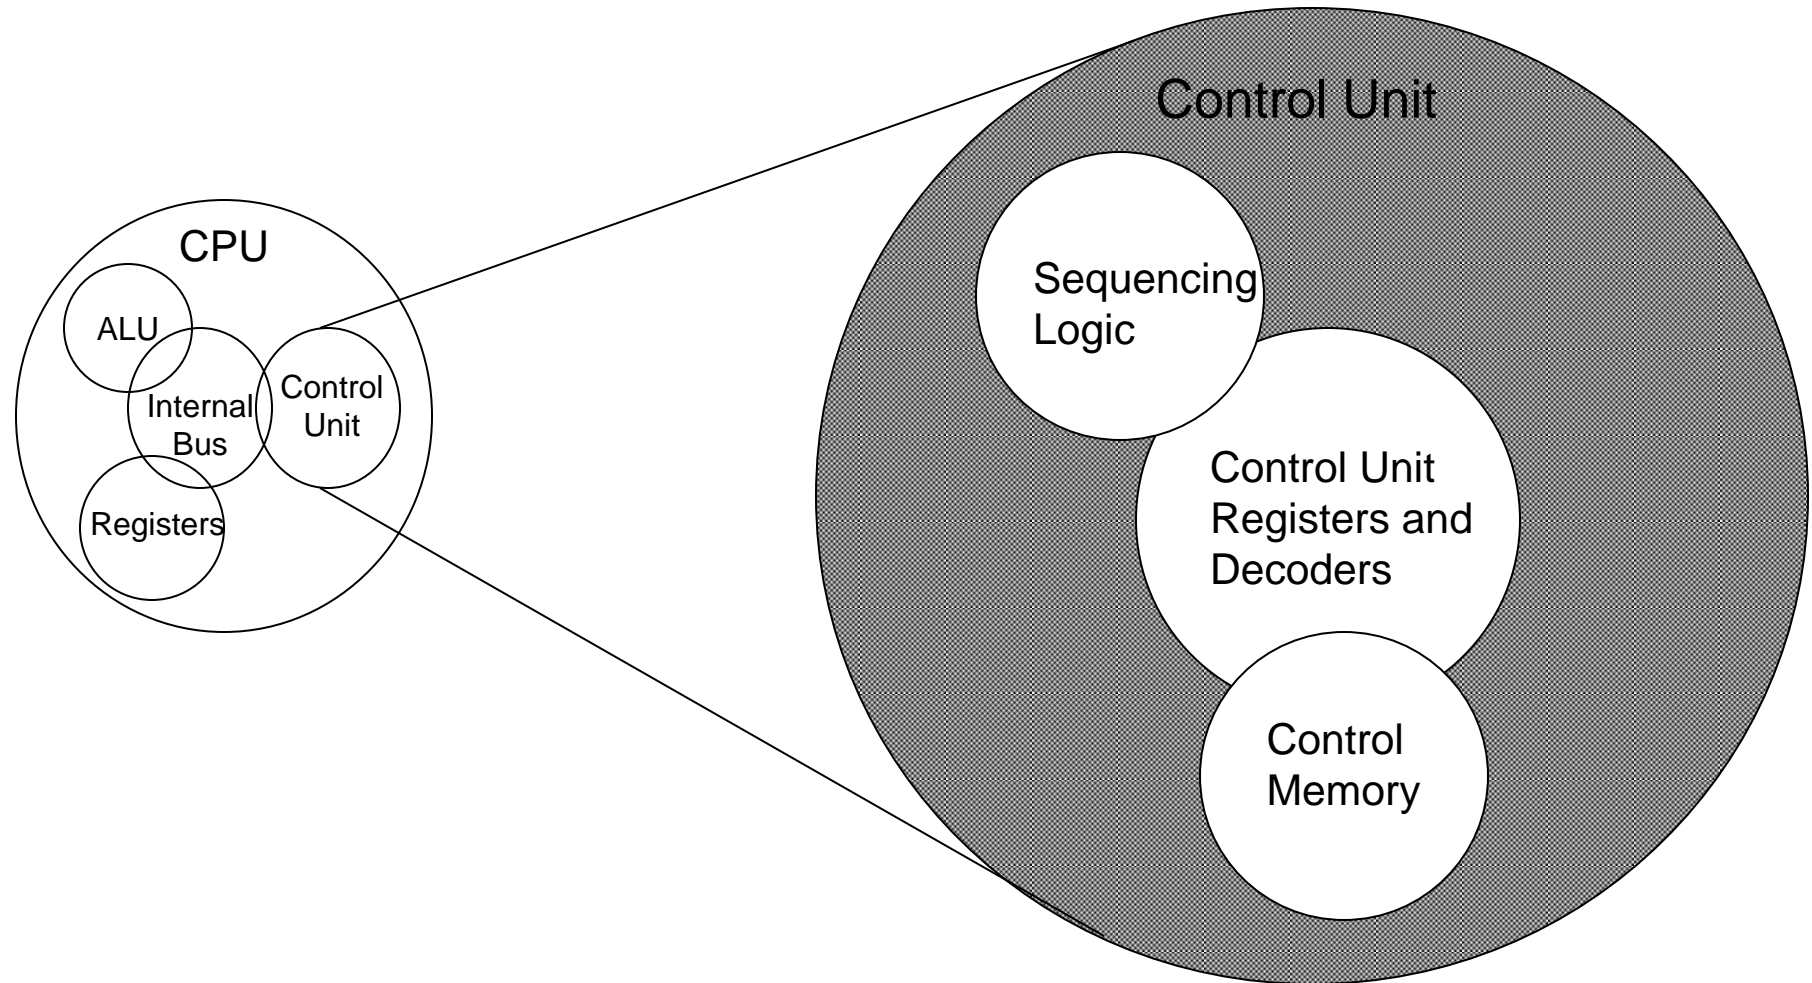 CPU
ALU
Internal
Bus
Control
Unit
Registers
Control Unit
Sequencing
Logic
Control Unit
Registers and
Decoders
Control
Memory